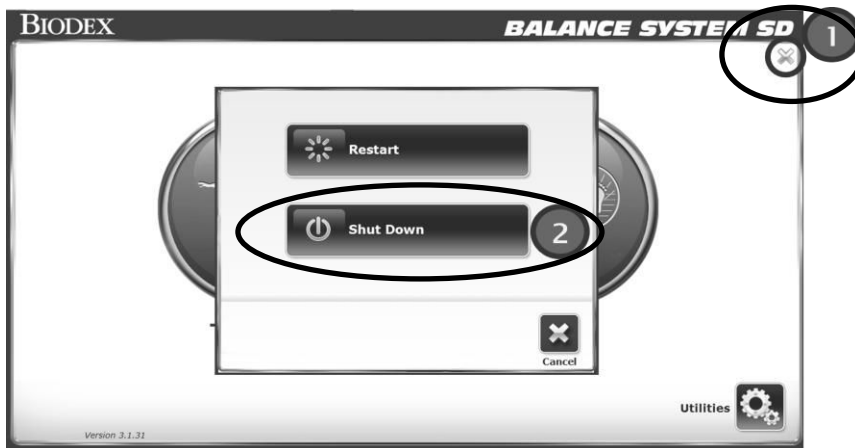 BIODEX
BALANCE SYSTEM SD
1
Restart
Shut Down
2
Cancel
Utilities
Version 3.1.31